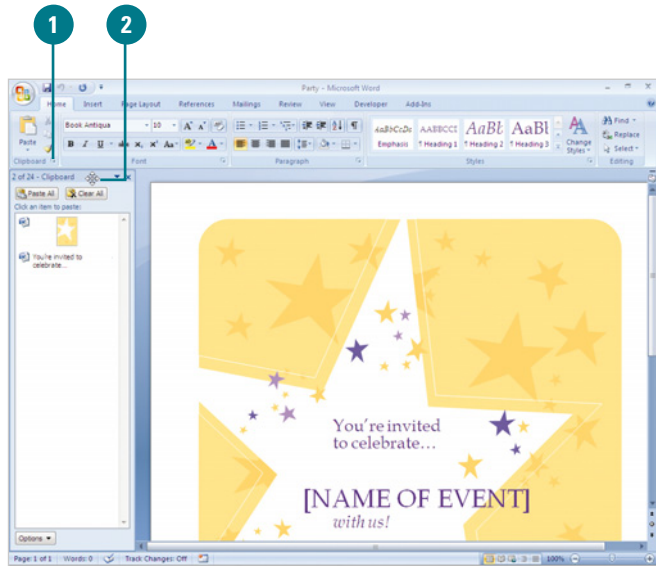 1 2
Party - Microsoft Word
Home Insert Page Layout References Mailings Review View Developer Add-Ins
Paste
Book Antiqua 10
B I U abc x₂ x² Aa A
AaBbCcDc AABBCCI AaBb AaBl
Emphasis ¶ Heading 1 ¶ Heading 2 ¶ Heading 3
Change Styles
Find
Replace
Select
Clipboard Font Paragraph Styles Editing
2 of 24 - Clipboard
Paste All Clear All
Click an item to paste:
You're invited to
celebrate...
You're invited
to celebrate...
[NAME OF EVENT]
with us!
Options
Page: 1 of 1 Words: 0 Track Changes: Off 100%